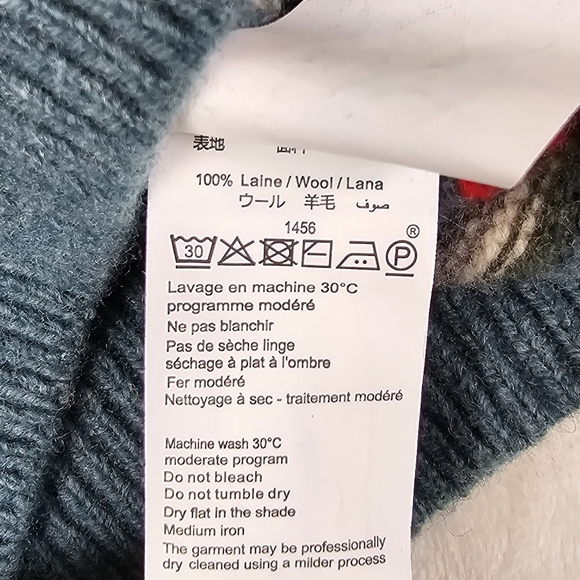 表地
100% Laine / Wool / Lana
ウール 羊毛 صوف
1456
®
30 P
Lavage en machine 30°C
programme modéré
Ne pas blanchir
Pas de sèche linge
séchage à plat à l'ombre
Fer modéré
Nettoyage à sec - traitement modéré
Machine wash 30°C
moderate program
Do not bleach
Do not tumble dry
Dry flat in the shade
Medium iron
The garment may be professionally
dry cleaned using a milder process